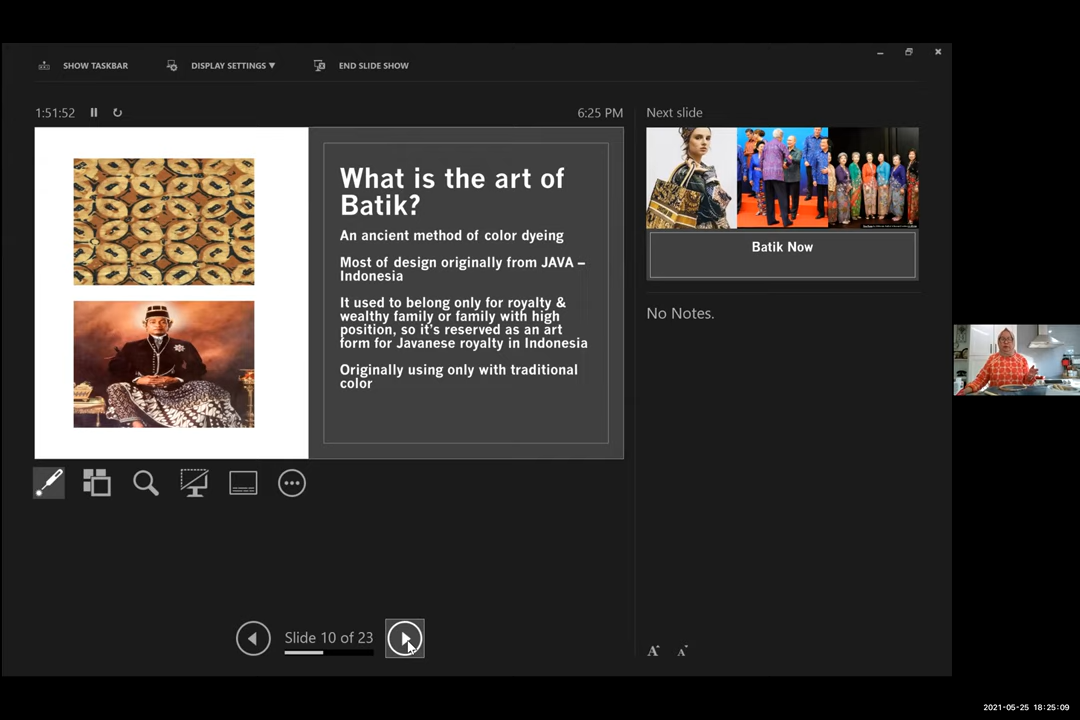 SHOW TASKBAR
DISPLAY SETTINGS ▼
END SLIDE SHOW
1:51:52
6:25 PM
What is the art of
Batik?
An ancient method of color dyeing
Most of design originally from JAVA –
Indonesia
It used to belong only for royalty &
wealthy family or family with high
position, so it's reserved as an art
form for Javanese royalty in Indonesia
Originally using only with traditional
color
Slide 10 of 23
Next slide
Batik Now
No Notes.
A A
2021-05-25 18:25:09